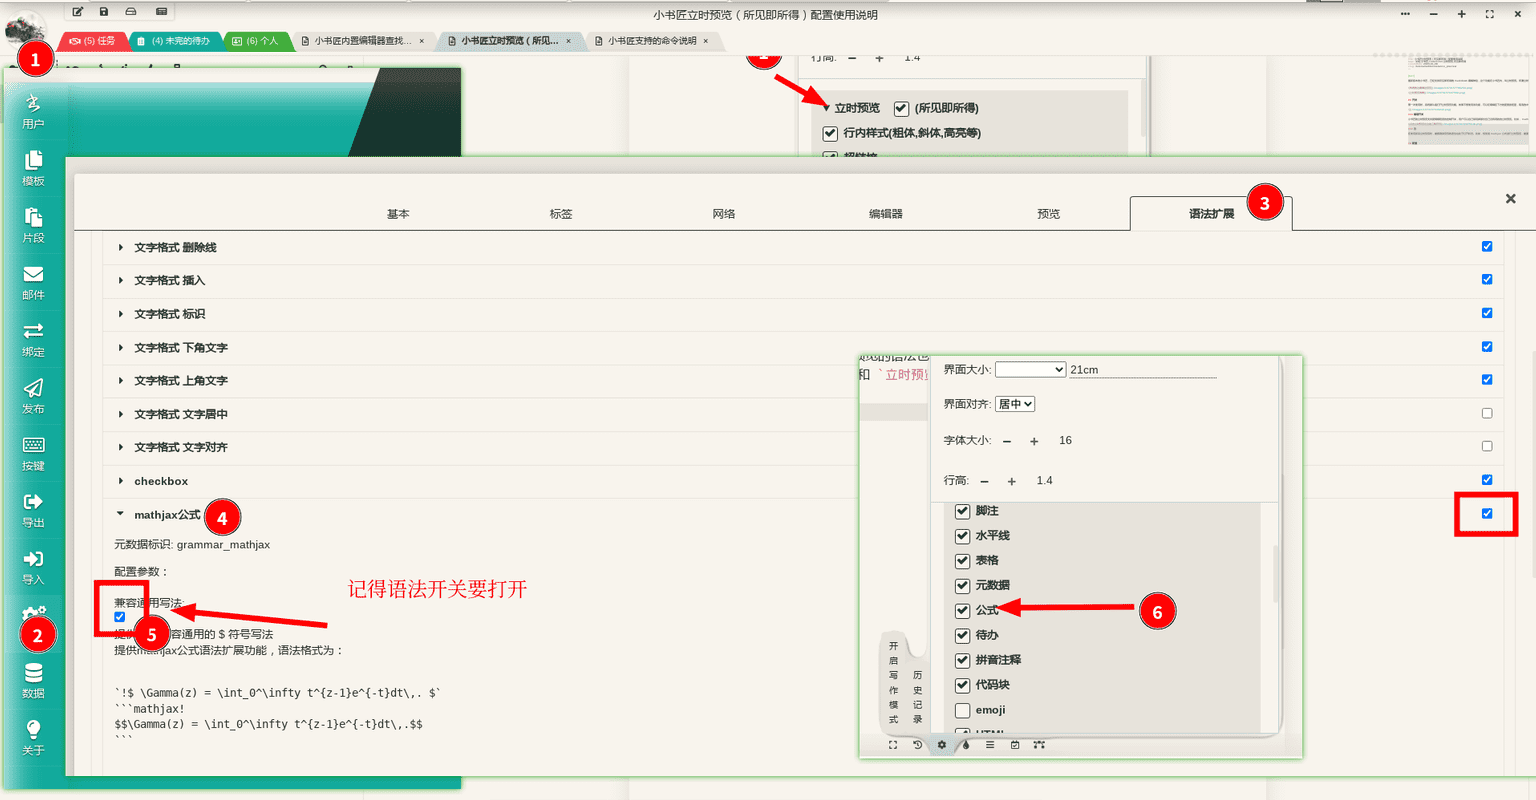 小书匠立时预览（所见即所得）配置使用说明
(5) 任务
(4) 未完的待办
(6) 个人
小书匠内置编辑器查找...
小书匠立时预览（所见...
小书匠支持的命令说明
1
行高: − + 1.4
立时预览 (所见即所得)
行内样式(粗体,斜体,高亮等)
用户
模板
片段
邮件
绑定
发布
按键
导出
导入
2
数据
关于
基本
标签
网络
编辑器
预览
语法扩展
3
文字格式 删除线
文字格式 插入
文字格式 标识
文字格式 下角文字
文字格式 上角文字
文字格式 文字居中
文字格式 文字对齐
checkbox
mathjax公式
4
元数据标识: grammar_mathjax
配置参数：
兼容通用写法:
5
记得语法开关要打开
容通用的 $ 符号写法
提供mathjax公式语法扩展功能，语法格式为：
`!$ \Gamma(z) = \int_0^\infty t^{z-1}e^{-t}dt\,. $`
```mathjax!
$$\Gamma(z) = \int_0^\infty t^{z-1}e^{-t}dt\,.$$
```
和 `立时预览
界面大小: 21cm
界面对齐: 居中
字体大小: − + 16
行高: − + 1.4
脚注
水平线
表格
元数据
公式
6
待办
拼音注释
代码块
emoji
HTML
开启写作模式
历史记录